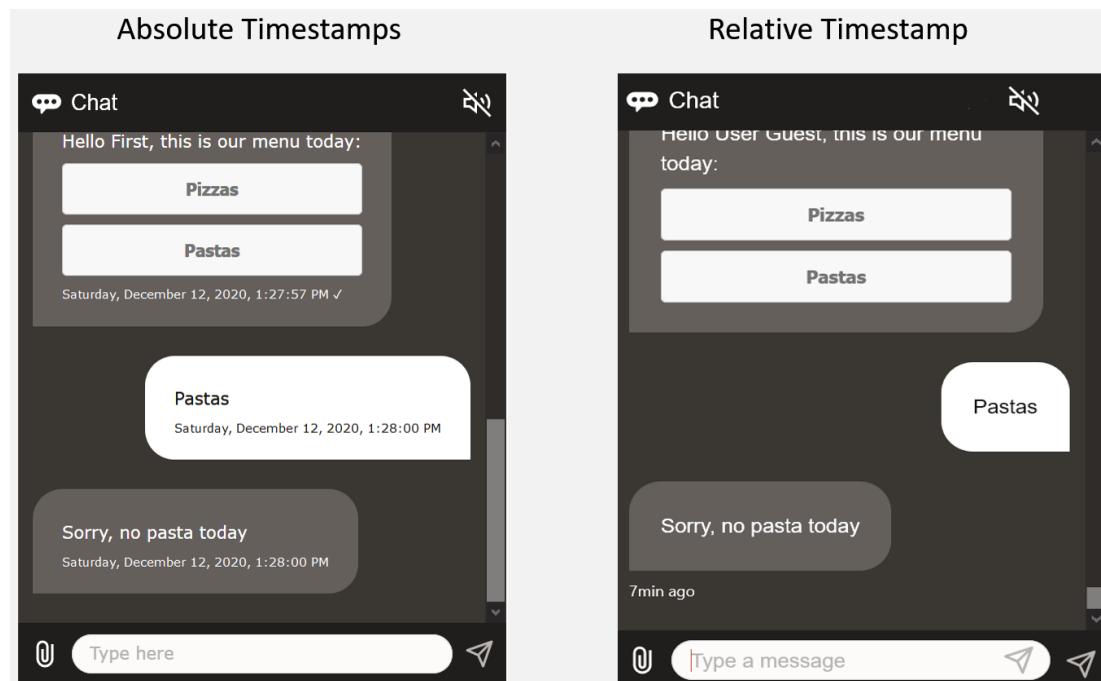 Absolute Timestamps
Chat
Hello First, this is our menu today:
Pizzas
Pastas
Saturday, December 12, 2020, 1:27:57 PM ✓
Pastas
Saturday, December 12, 2020, 1:28:00 PM
Sorry, no pasta today
Saturday, December 12, 2020, 1:28:00 PM
Type here
Relative Timestamp
Chat
Hello User Guest, this is our menu
today:
Pizzas
Pastas
Pastas
Sorry, no pasta today
7min ago
Type a message